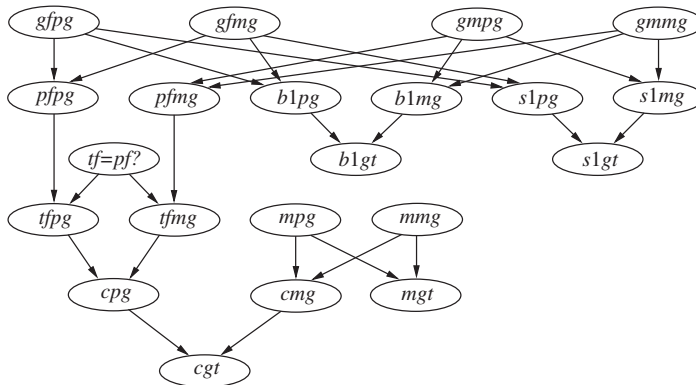 gfpg gfmg gmpg gmmg
pfpg pfmg b1pg b1mg s1pg s1mg
b1gt s1gt
tf=pf?
tfpg tfmg mpg mmg
cpg cmg mgt
cgt